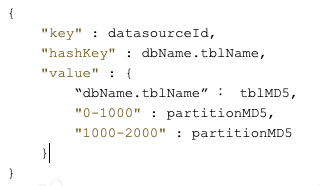 {
"key" : datasourceId,
"hashKey" : dbName.tblName,
"value" : {
“dbName.tblName” ： tblMD5,
"0-1000" : partitionMD5,
"1000-2000" : partitionMD5
}
}